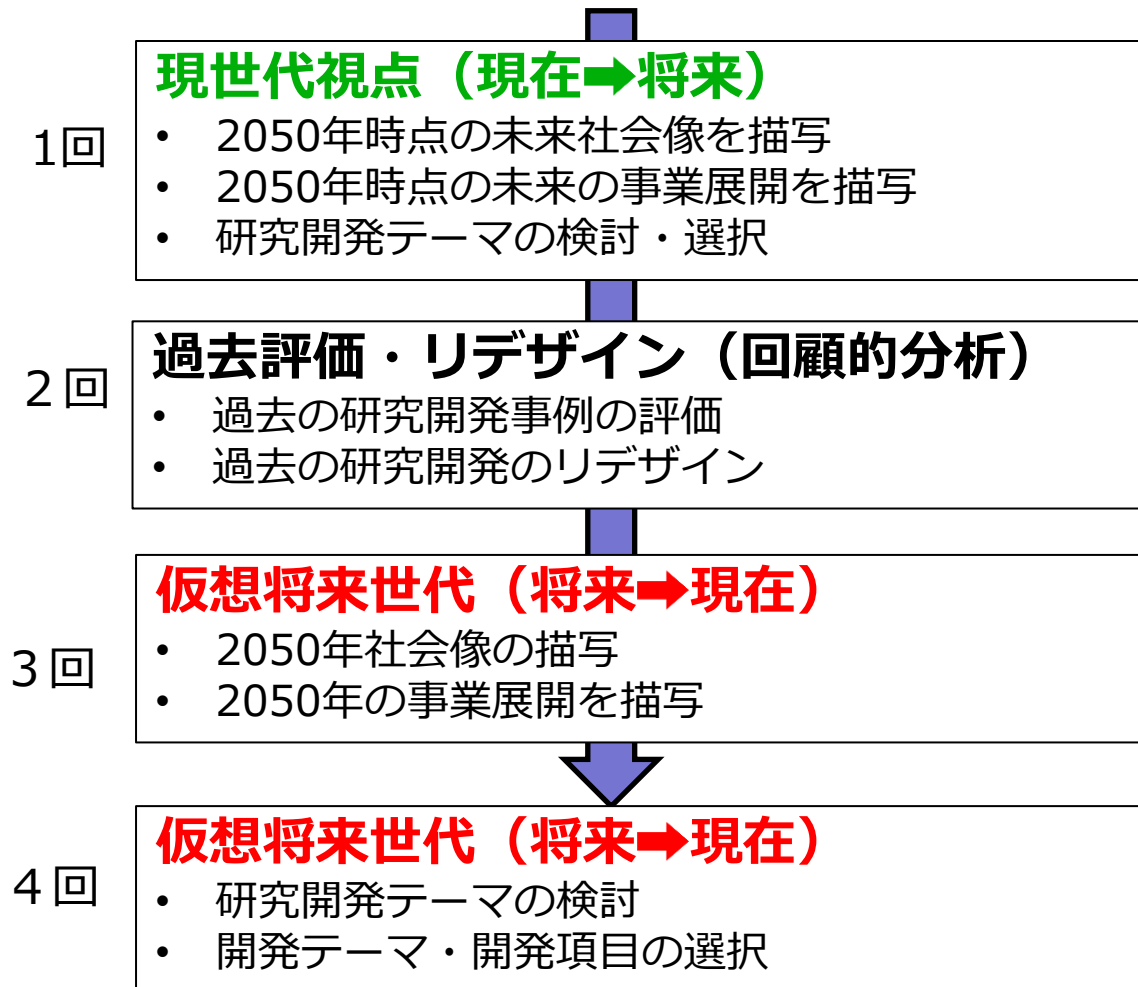 現世代視点（現在➡将来）
1回
• 2050年時点の未来社会像を描写
• 2050年時点の未来の事業展開を描写
• 研究開発テーマの検討・選択
過去評価・リデザイン（回顧的分析）
２回
• 過去の研究開発事例の評価
• 過去の研究開発のリデザイン
仮想将来世代（将来➡現在）
３回
• 2050年社会像の描写
• 2050年の事業展開を描写
仮想将来世代（将来➡現在）
４回
• 研究開発テーマの検討
• 開発テーマ・開発項目の選択